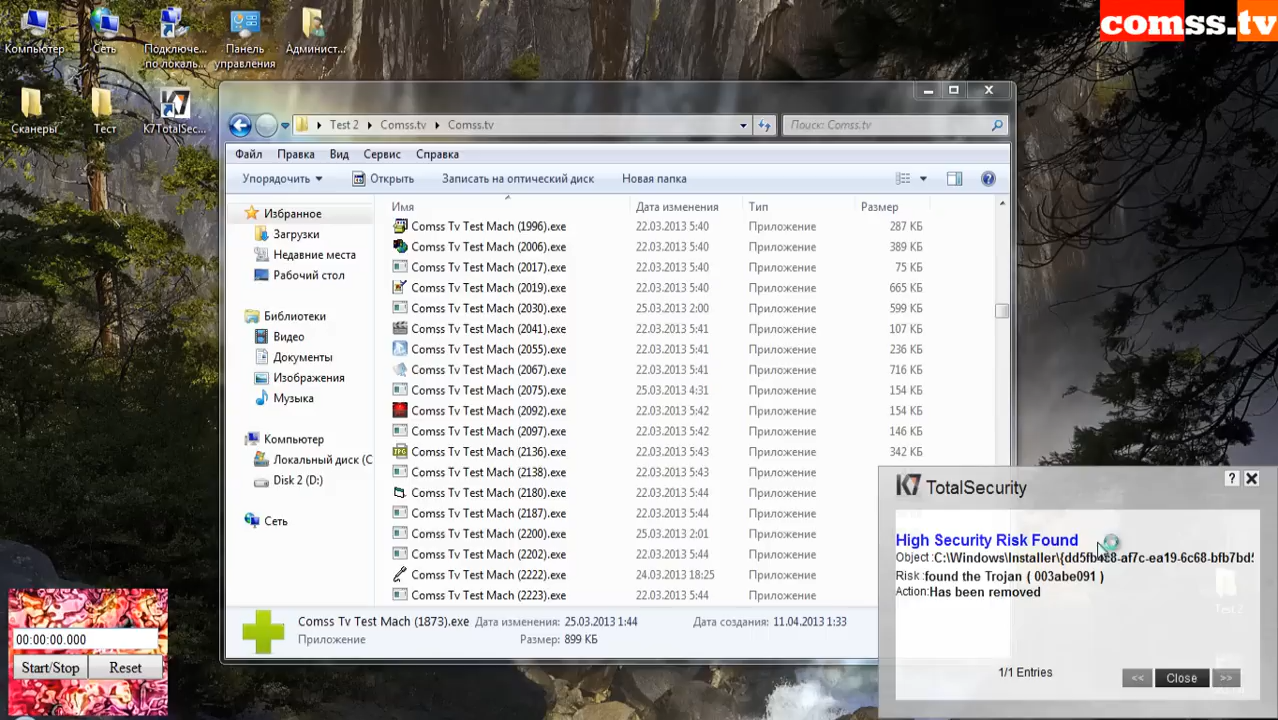 comss.tv
Компьютер
Сеть
Подключе...
по локаль...
Панель
управления
Админист...
Сканеры
Тест
K7TotalSec...
Test 2 Comss.tv Comss.tv
Поиск: Comss.tv
Файл Правка Вид Сервис Справка
Упорядочить Открыть Записать на оптический диск Новая папка
Избранное
Загрузки
Недавние места
Рабочий стол
Библиотеки
Видео
Документы
Изображения
Музыка
Компьютер
Локальный диск (C
Disk 2 (D:)
Сеть
Имя Дата изменения Тип Размер
Comss Tv Test Mach (1996).exe 22.03.2013 5:40 Приложение 287 КБ
Comss Tv Test Mach (2006).exe 22.03.2013 5:40 Приложение 389 КБ
Comss Tv Test Mach (2017).exe 22.03.2013 5:40 Приложение 75 КБ
Comss Tv Test Mach (2019).exe 22.03.2013 5:40 Приложение 665 КБ
Comss Tv Test Mach (2030).exe 25.03.2013 2:00 Приложение 599 КБ
Comss Tv Test Mach (2041).exe 22.03.2013 5:41 Приложение 107 КБ
Comss Tv Test Mach (2055).exe 22.03.2013 5:41 Приложение 236 КБ
Comss Tv Test Mach (2067).exe 22.03.2013 5:41 Приложение 716 КБ
Comss Tv Test Mach (2075).exe 25.03.2013 4:31 Приложение 154 КБ
Comss Tv Test Mach (2092).exe 22.03.2013 5:42 Приложение 154 КБ
Comss Tv Test Mach (2097).exe 22.03.2013 5:42 Приложение 146 КБ
Comss Tv Test Mach (2136).exe 22.03.2013 5:43 Приложение 342 КБ
Comss Tv Test Mach (2138).exe 22.03.2013 5:43 Приложение
Comss Tv Test Mach (2180).exe 22.03.2013 5:44 Приложение
Comss Tv Test Mach (2187).exe 22.03.2013 5:44 Приложение
Comss Tv Test Mach (2200).exe 25.03.2013 2:01 Приложение
Comss Tv Test Mach (2202).exe 22.03.2013 5:44 Приложение
Comss Tv Test Mach (2222).exe 24.03.2013 18:25 Приложение
Comss Tv Test Mach (2223).exe 22.03.2013 5:44 Приложение
Comss Tv Test Mach (1873).exe Дата изменения: 25.03.2013 1:44 Дата создания: 11.04.2013 1:33
Приложение Размер: 899 КБ
00:00:00.000
Start/Stop Reset
K7 TotalSecurity
High Security Risk Found
Object :C:\Windows\Installer\{dd5fb4c8-af7c-ea19-6c68-bfb7bd5
Risk :found the Trojan ( 003abe091 )
Action:Has been removed
Test 2
1/1 Entries
<< Close >>